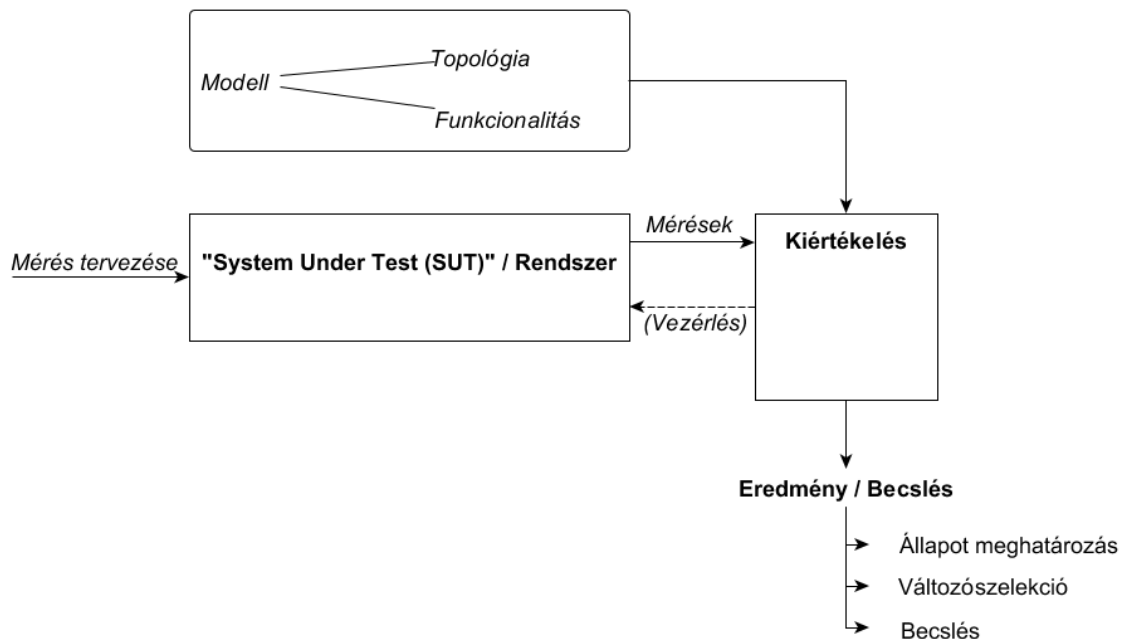 Topológia
Modell
Funkcionalitás
Mérések
Kiértékelés
Mérés tervezése
"System Under Test (SUT)" / Rendszer
(Vezérlés)
Eredmény / Becslés
Állapot meghatározás
Változószelekció
Becslés